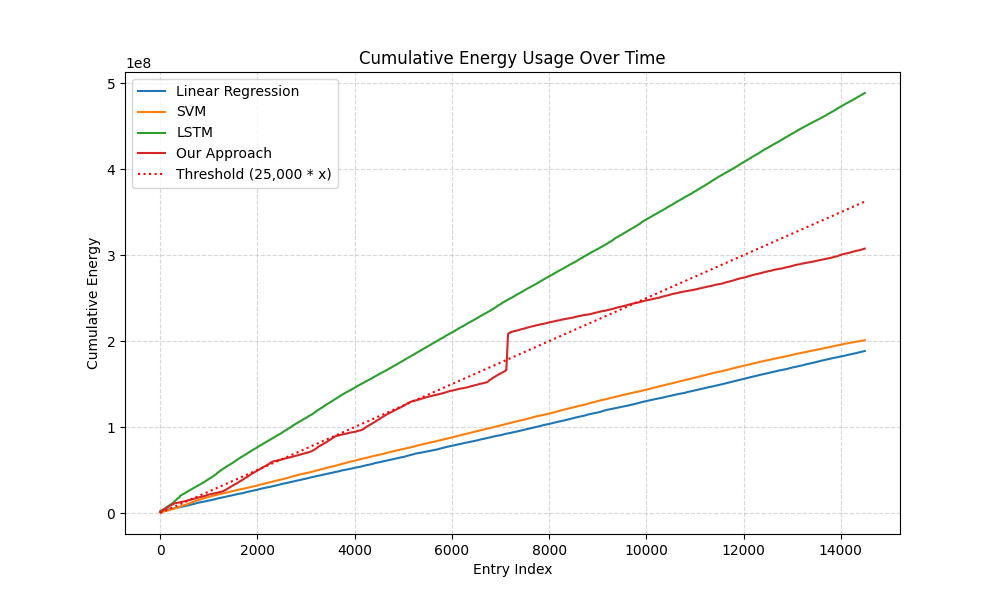 Cumulative Energy Usage Over Time
1e8
Linear Regression
SVM
LSTM
Our Approach
Threshold (25,000 * x)
5
4
3
2
1
0
Cumulative Energy
0 2000 4000 6000 8000 10000 12000 14000
Entry Index